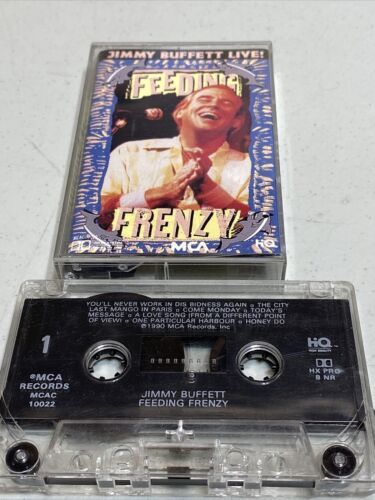 JIMMY BUFFETT LIVE!
FEEDING
FRENZY
MCA
HQ
YOU'LL NEVER WORK IN DIS BIDNESS AGAIN □ THE CITY
LAST MANGO IN PARIS □ COME MONDAY □ TODAY'S
MESSAGE □ A LOVE SONG (FROM A DIFFERENT POINT
OF VIEW) □ ONE PARTICULAR HARBOUR □ HONEY DO
©1990 MCA Records, Inc
1
HQ
HIGH QUALITY
®MCA
RECORDS
MCAC
10022
HX PRO
B NR
JIMMY BUFFETT
FEEDING FRENZY